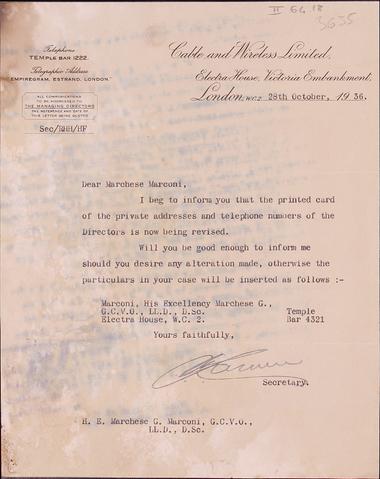 II 64 18
3635
Telephone
TEMPLE BAR 1222.
Telegraphic Address
"EMPIREGRAM, ESTRAND, LONDON."
ALL COMMUNICATIONS
TO BE ADDRESSED TO
THE MANAGING DIRECTORS
THE REFERENCE AND DATE OF
THIS LETTER BEING QUOTED
Sec/ /HF
Cable and Wireless Limited.
Electra House, Victoria Embankment,
London, W.C.2 28th October, 1936.
Dear Marchese Marconi,
I beg to inform you that the printed card
of the private addresses and telephone numbers of the
Directors is now being revised.
Will you be good enough to inform me
should you desire any alteration made, otherwise the
particulars in your case will be inserted as follows :-
Marconi, His Excellency Marchese G.,
G.C.V.O., LL.D., D.Sc. Temple
Electra House, W.C. 2. Bar 4321
Yours faithfully,
Secretary.
H. E. Marchese G. Marconi, G.C.V.O.,
LL.D., D.Sc.